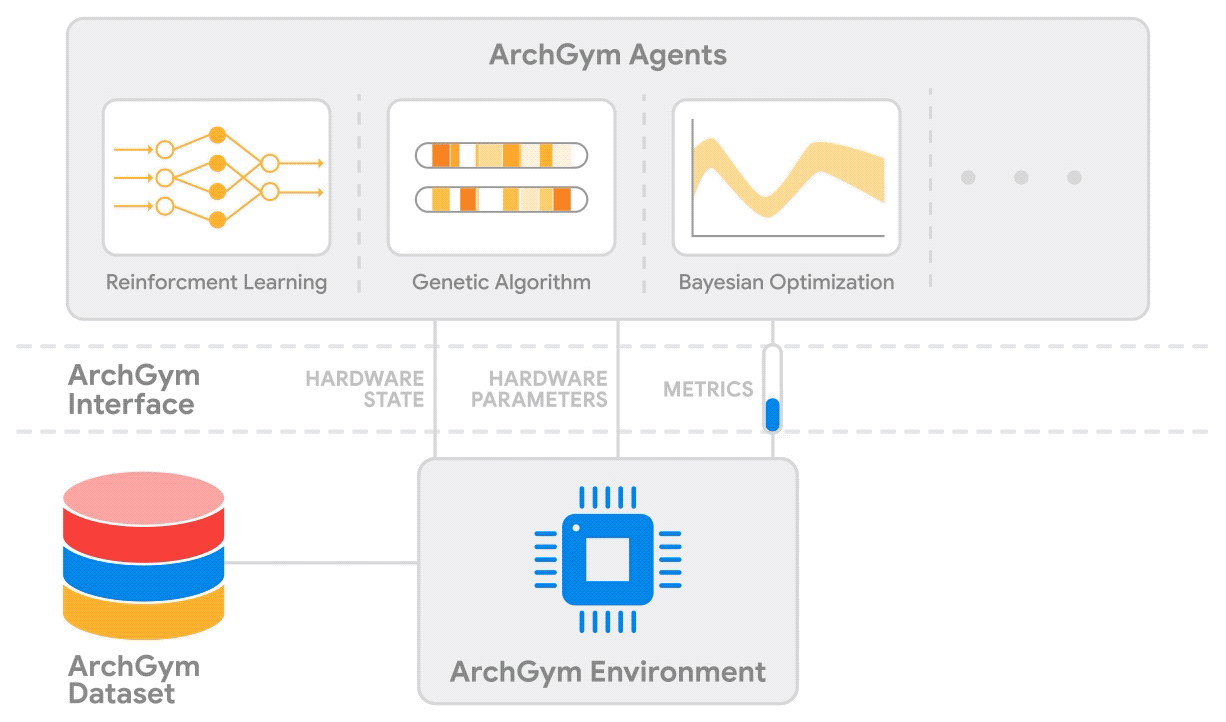 ArchGym Agents
Reinforcment Learning
Genetic Algorithm
Bayesian Optimization
ArchGym
Interface
HARDWARE
STATE
HARDWARE
PARAMETERS
METRICS
ArchGym
Dataset
ArchGym Environment